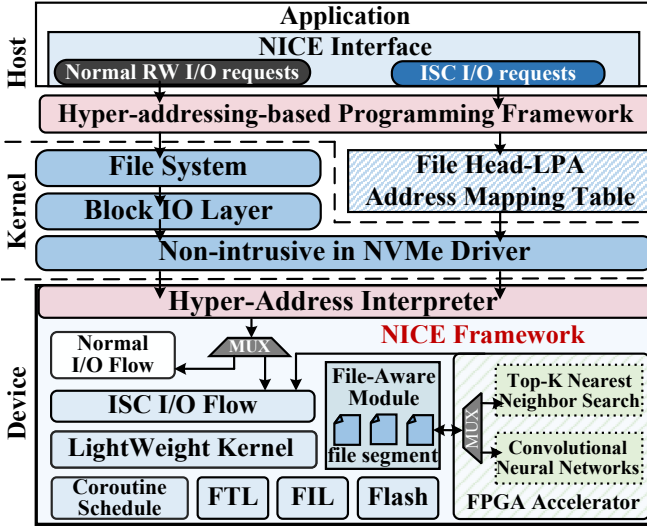 Application
NICE Interface
Normal RW I/O requests
ISC I/O requests
Host
Hyper-addressing-based Programming Framework
Kernel
File System
File Head-LPA
Address Mapping Table
Block IO Layer
Non-intrusive in NVMe Driver
Device
Hyper-Address Interpreter
NICE Framework
Normal
I/O Flow
MUX
ISC I/O Flow
LightWeight Kernel
File-Aware
Module
file segment
MUX
Top-K Nearest
Neighbor Search
Convolutional
Neural Networks
FPGA Accelerator
Coroutine
Schedule
FTL
FIL
Flash